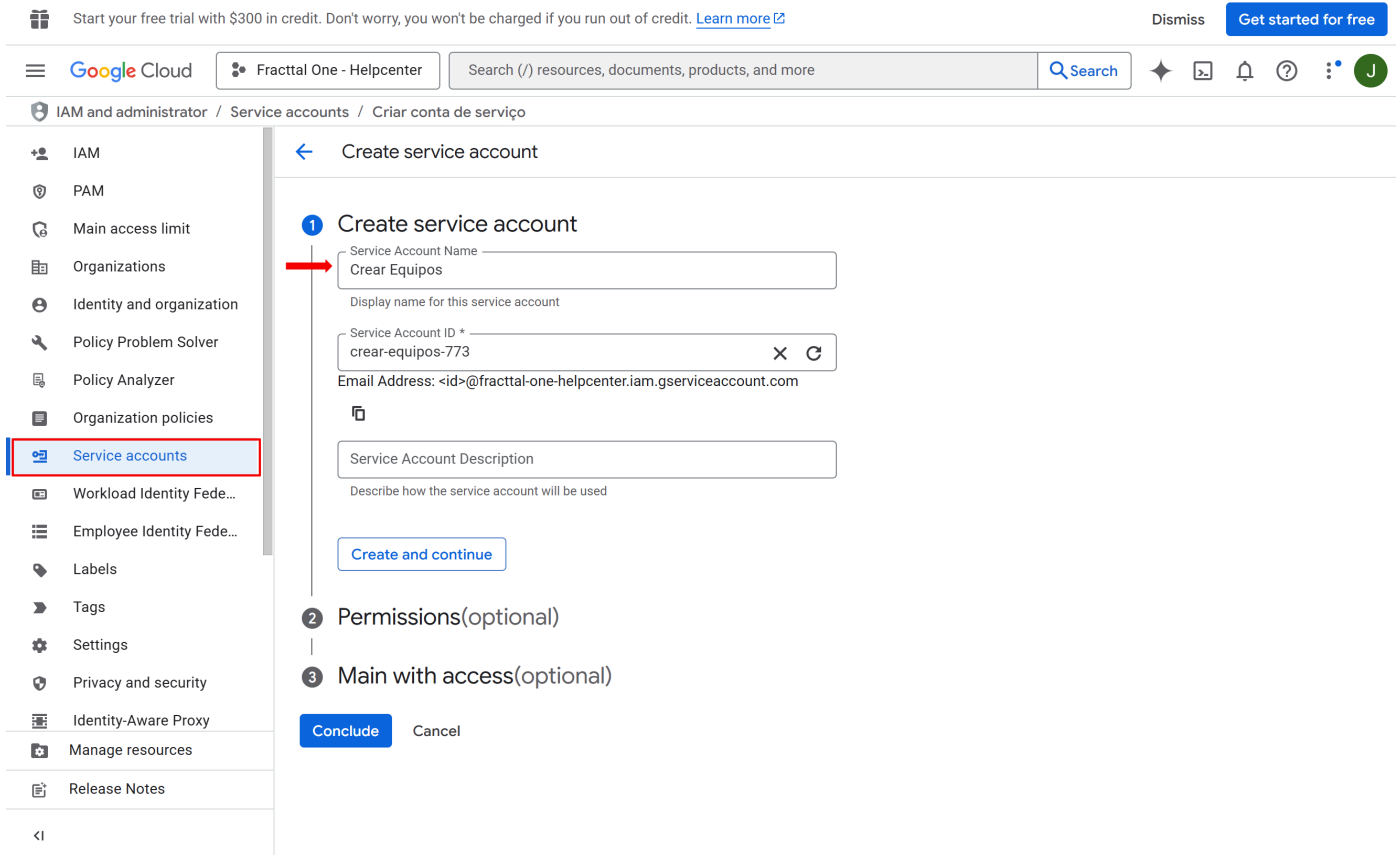 Start your free trial with $300 in credit. Don't worry, you won't be charged if you run out of credit. Learn more
Dismiss
Get started for free
Google Cloud
Fracttal One - Helpcenter
Search (/) resources, documents, products, and more
Search
J
IAM and administrator / Service accounts / Criar conta de serviço
IAM
PAM
Main access limit
Organizations
Identity and organization
Policy Problem Solver
Policy Analyzer
Organization policies
Service accounts
Workload Identity Fede...
Employee Identity Fede...
Labels
Tags
Settings
Privacy and security
Identity-Aware Proxy
Manage resources
Release Notes
Create service account
1 Create service account
Service Account Name
Crear Equipos
Display name for this service account
Service Account ID *
crear-equipos-773
Email Address: <id>@fracttal-one-helpcenter.iam.gserviceaccount.com
Service Account Description
Describe how the service account will be used
Create and continue
2 Permissions(optional)
3 Main with access(optional)
Conclude
Cancel